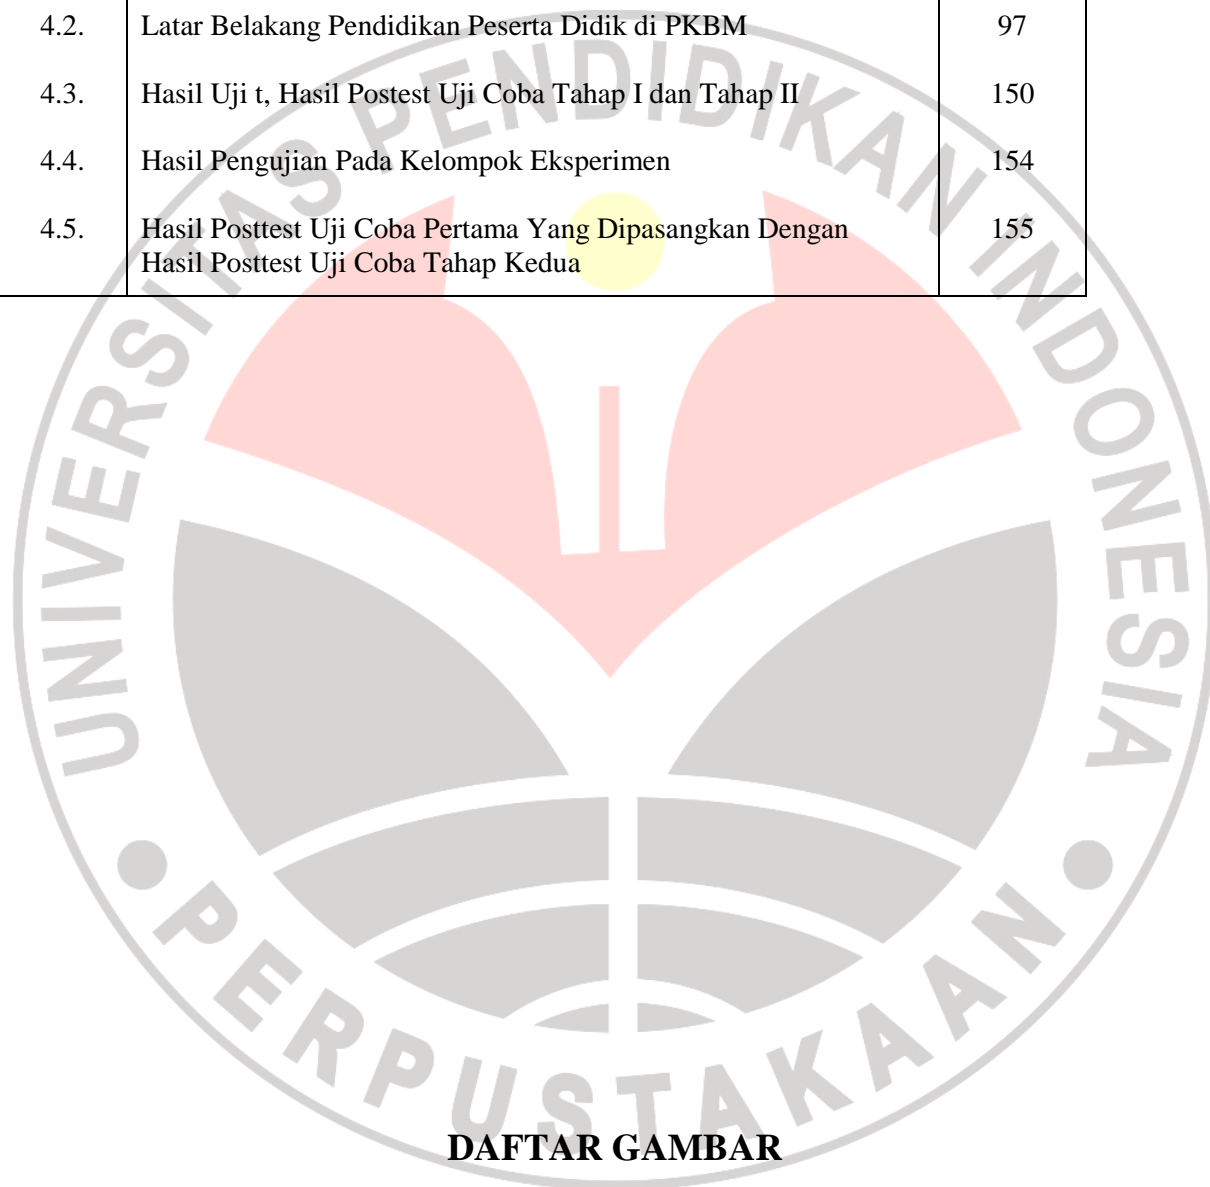 4.2. Latar Belakang Pendidikan Peserta Didik di PKBM 97
4.3. Hasil Uji t, Hasil Postest Uji Coba Tahap I dan Tahap II 150
4.4. Hasil Pengujian Pada Kelompok Eksperimen 154
4.5. Hasil Posttest Uji Coba Pertama Yang Dipasangkan Dengan 155
Hasil Posttest Uji Coba Tahap Kedua
UNIVERSITAS PENDIDIKAN INDONESIA
PERPUSTAKAAN
DAFTAR GAMBAR